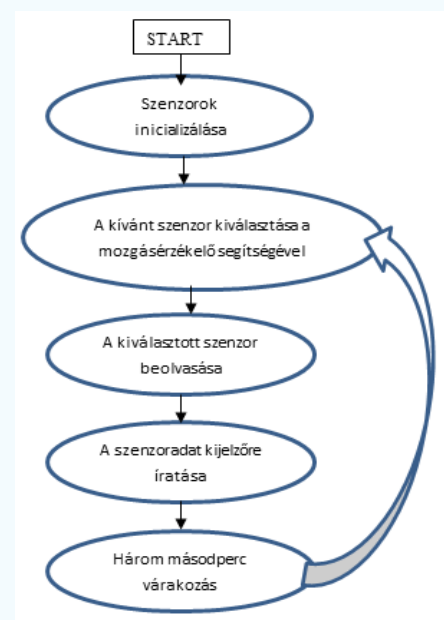 START
Szenzorok
inicializálása
A kívánt szenzor kiválasztása a
mozgásérzékelő segítségével
A kiválasztott szenzor
beolvasása
A szenzoradat kijelzőre
íratása
Három másodperc
várakozás